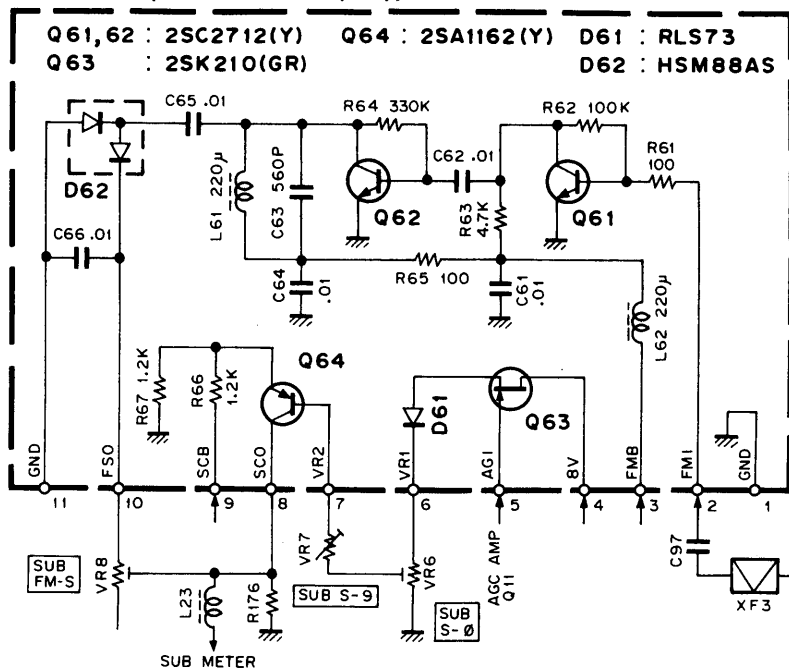 Q61,62 : 2SC2712(Y) Q64 : 2SA1162(Y) D61 : RLS73
Q63 : 2SK210(GR) D62 : HSM88AS
C65 .01
R64 330K
R62 100K
R61
100
D62
L61 220µ
C63 560P
C62 .01
Q62
R63
4.7K
Q61
C66 .01
C64
.01
R65 100
C61
.01
L62 220µ
Q64
R67 1.2K
R66
1.2K
D61
Q63
GND
FSO
SCB
SCO
VR2
VR1
AGI
8V
FMB
FMI
GND
11
10
9
8
7
6
5
4
3
2
1
SUB
FM-S
VR8
L23
R176
VR7
SUB S-9
VR6
SUB
S-Ø
AGC AMP
Q11
C97
XF3
SUB METER